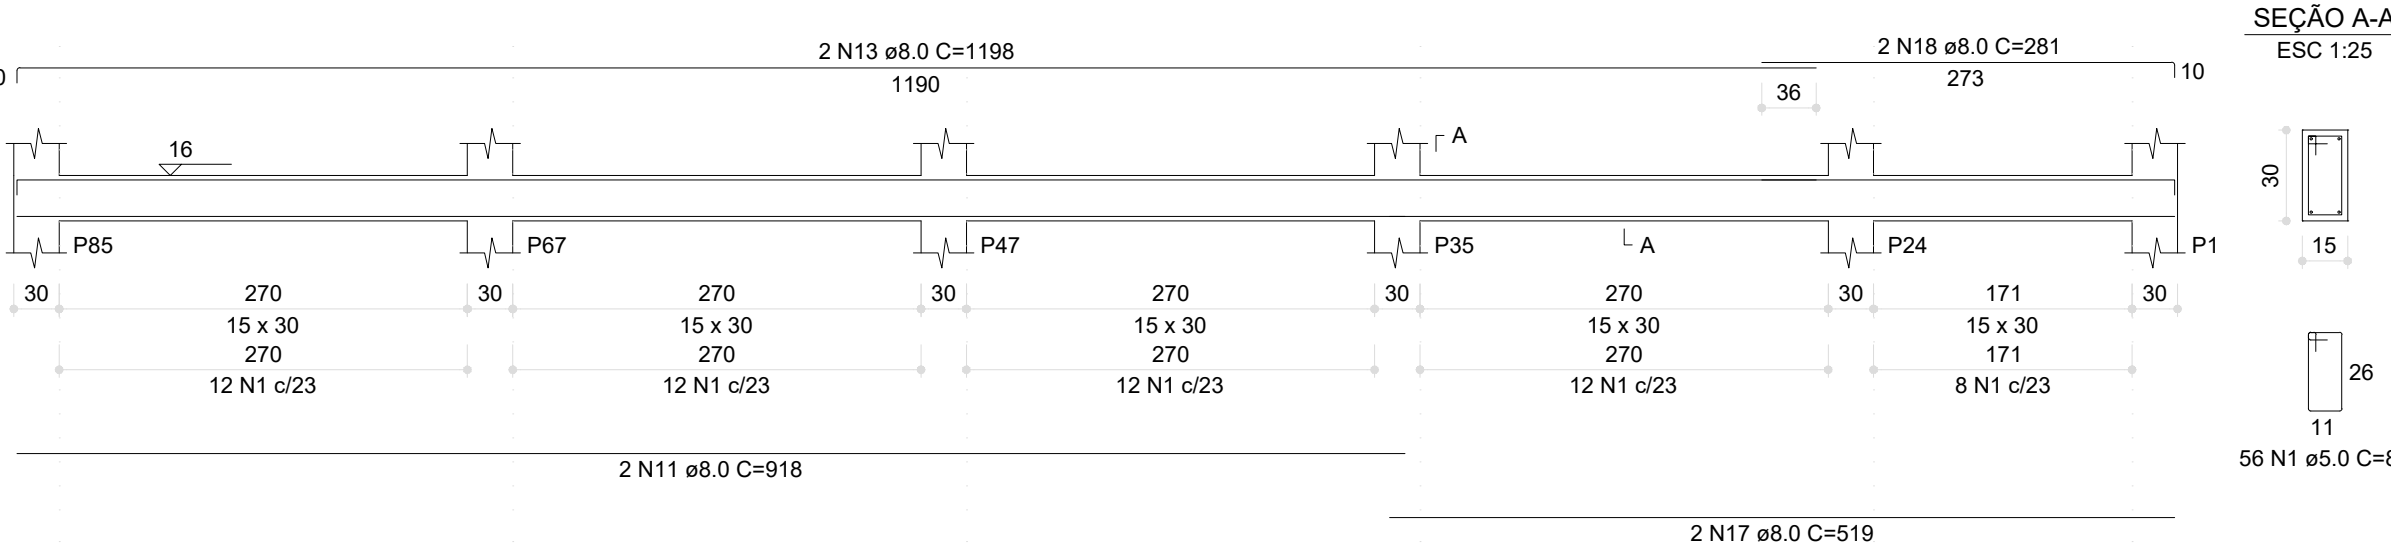 SEÇÃO A-A
ESC 1:25
2 N13 ø8.0 C=1198
1190
2 N18 ø8.0 C=281
273
10
36
A
16
30
15
P85
P67
P47
P35
A
P24
P1
30 270 30 270 30 270 30 270 30 171 30
15 x 30 15 x 30 15 x 30 15 x 30 15 x 30
270 270 270 270 171
12 N1 c/23 12 N1 c/23 12 N1 c/23 12 N1 c/23 8 N1 c/23
26
11
56 N1 ø5.0
2 N11 ø8.0 C=918
2 N17 ø8.0 C=519